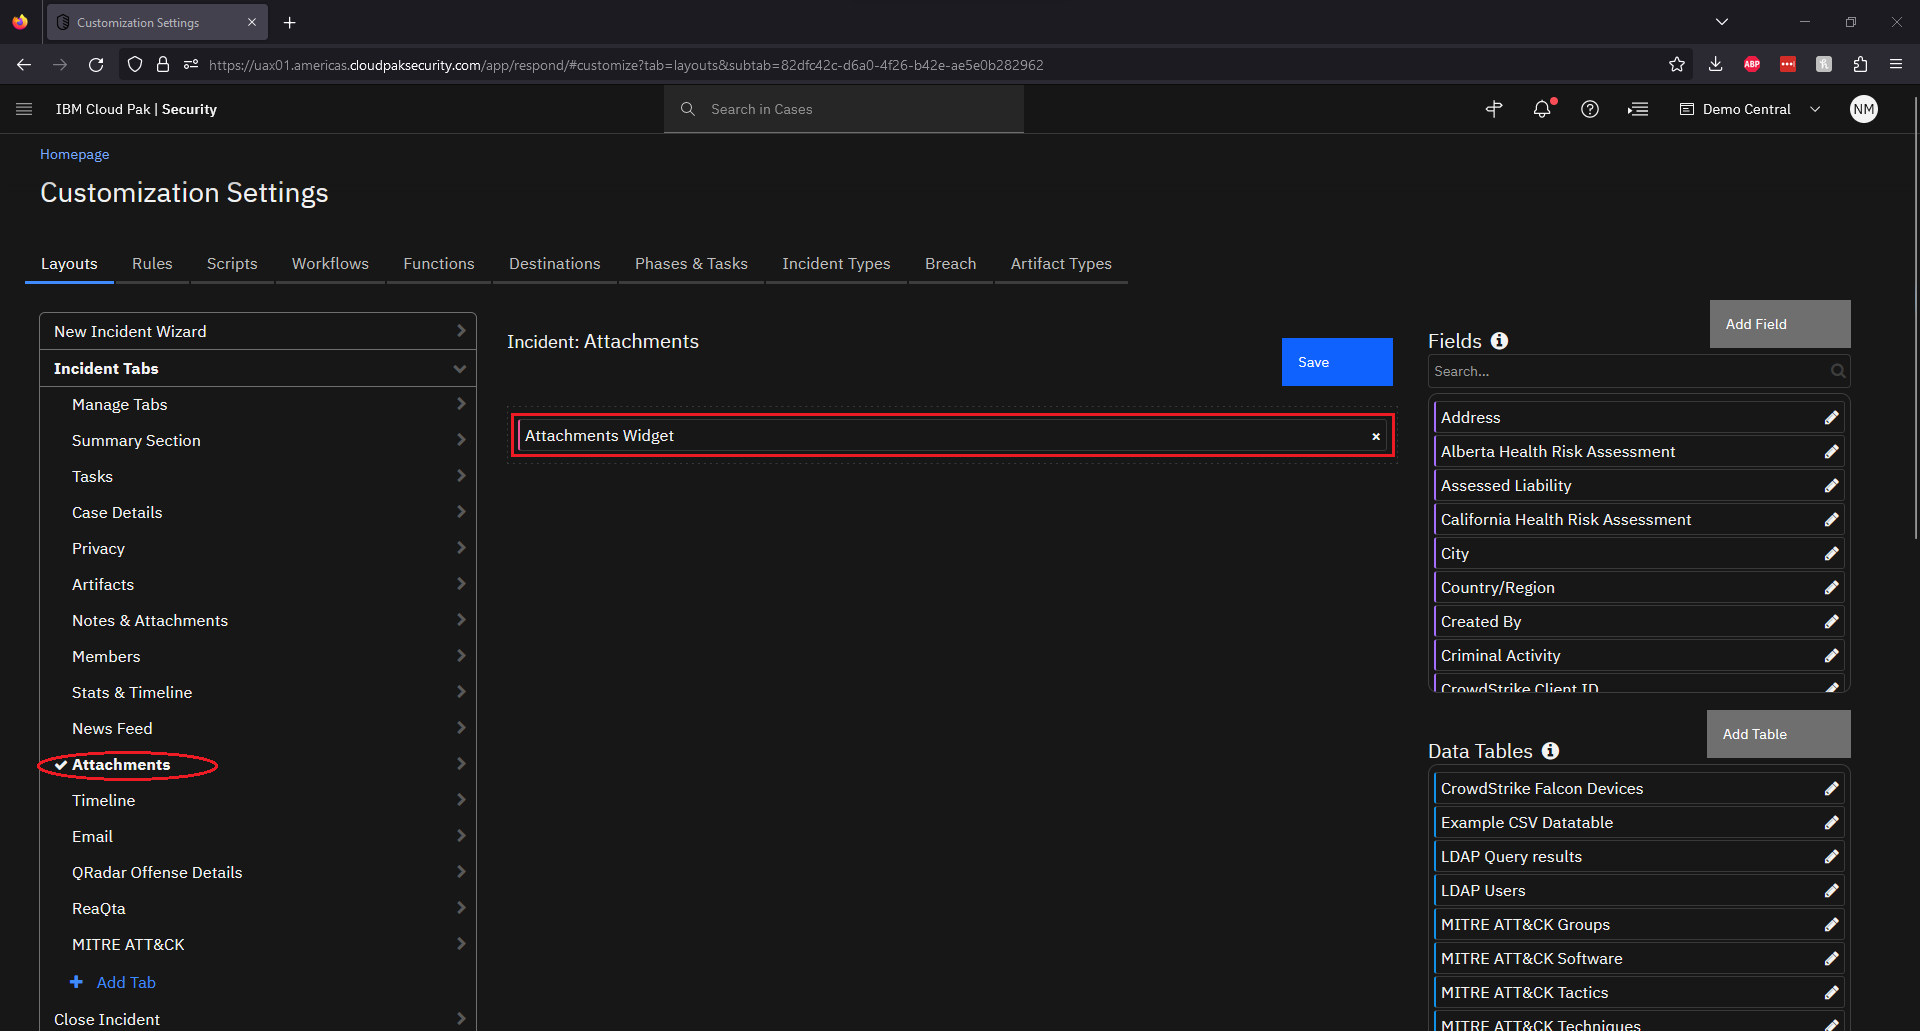 Customization Settings
https://uax01.americas.cloudpaksecurity.com/app/respond/#customize?tab=layouts&subtab=82dfc42c-d6a0-4f26-b42e-ae5e0b282962
ABP
IBM Cloud Pak | Security
Search in Cases
Demo Central
NM
Homepage
Customization Settings
Layouts
Rules
Scripts
Workflows
Functions
Destinations
Phases & Tasks
Incident Types
Breach
Artifact Types
New Incident Wizard
Incident Tabs
Manage Tabs
Summary Section
Tasks
Case Details
Privacy
Artifacts
Notes & Attachments
Members
Stats & Timeline
News Feed
Attachments
Timeline
Email
QRadar Offense Details
ReaQta
MITRE ATT&CK
Add Tab
Close Incident
Incident: Attachments
Save
Attachments Widget
Fields
Add Field
Search...
Address
Alberta Health Risk Assessment
Assessed Liability
California Health Risk Assessment
City
Country/Region
Created By
Criminal Activity
CrowdStrike Client ID
Data Tables
Add Table
CrowdStrike Falcon Devices
Example CSV Datatable
LDAP Query results
LDAP Users
MITRE ATT&CK Groups
MITRE ATT&CK Software
MITRE ATT&CK Tactics
MITRE ATT&CK Techniques